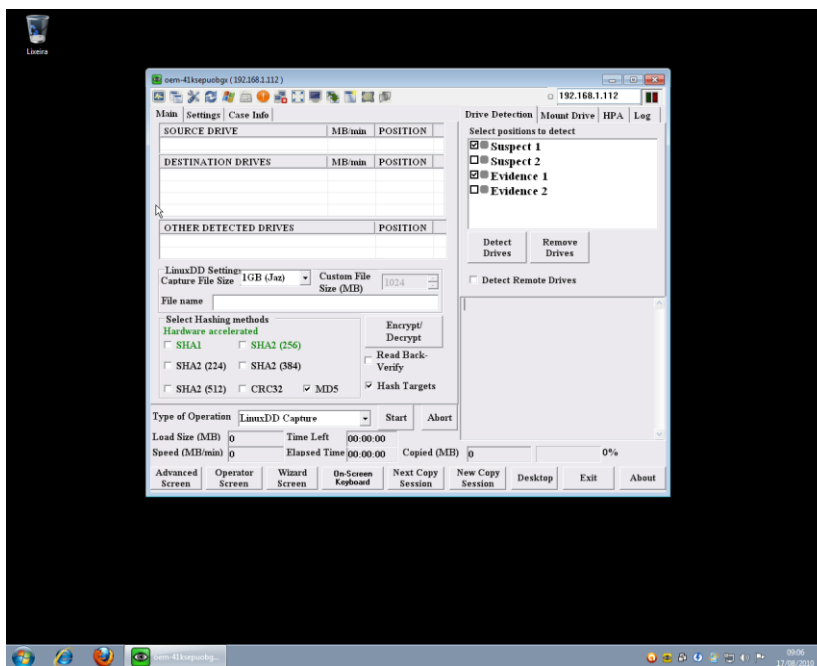 Lixeira
oem-41ksepuobgx ( 192.168.1.112 )
192.168.1.112
Main Settings Case Info
Drive Detection Mount Drive HPA Log
SOURCE DRIVE MB/min POSITION
Select positions to detect
Suspect 1
Suspect 2
Evidence 1
Evidence 2
DESTINATION DRIVES MB/min POSITION
OTHER DETECTED DRIVES POSITION
Detect Drives
Remove Drives
Detect Remote Drives
LinuxDD Settings
Capture File Size 1GB (Jaz) Custom File Size (MB) 1024
File name
Select Hashing methods
Hardware accelerated
SHA1 SHA2 (256)
SHA2 (224) SHA2 (384)
SHA2 (512) CRC32 MD5
Encrypt/ Decrypt
Read Back- Verify
Hash Targets
Type of Operation LinuxDD Capture Start Abort
Load Size (MB) 0 Time Left 00:00:00
Speed (MB/min) 0 Elapsed Time 00:00:00 Copied (MB) 0 0%
Advanced Screen
Operator Screen
Wizard Screen
On-Screen Keyboard
Next Copy Session
New Copy Session
Desktop
Exit
About
oem-41ksepuobg...
09:06
17/08/2010